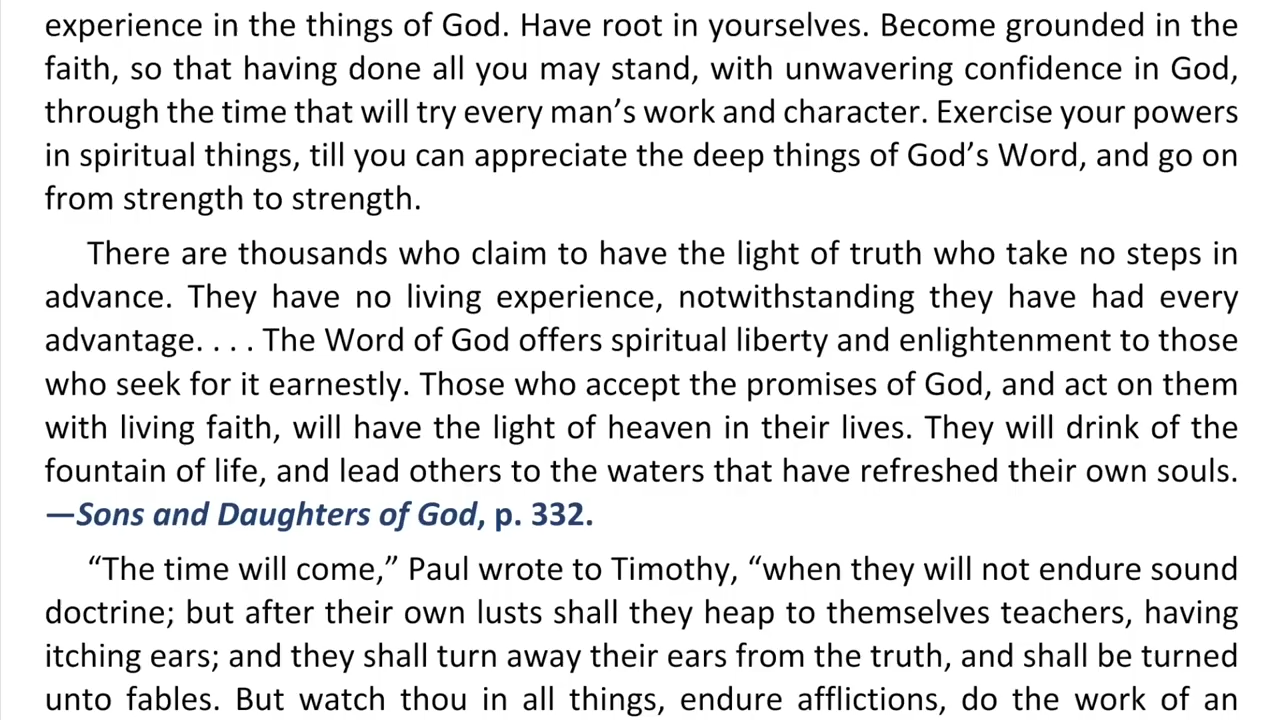 experience in the things of God. Have root in yourselves. Become grounded in the
faith, so that having done all you may stand, with unwavering confidence in God,
through the time that will try every man’s work and character. Exercise your powers
in spiritual things, till you can appreciate the deep things of God’s Word, and go on
from strength to strength.
There are thousands who claim to have the light of truth who take no steps in
advance. They have no living experience, notwithstanding they have had every
advantage. . . . The Word of God offers spiritual liberty and enlightenment to those
who seek for it earnestly. Those who accept the promises of God, and act on them
with living faith, will have the light of heaven in their lives. They will drink of the
fountain of life, and lead others to the waters that have refreshed their own souls.
—Sons and Daughters of God, p. 332.
“The time will come,” Paul wrote to Timothy, “when they will not endure sound
doctrine; but after their own lusts shall they heap to themselves teachers, having
itching ears; and they shall turn away their ears from the truth, and shall be turned
unto fables. But watch thou in all things, endure afflictions, do the work of an